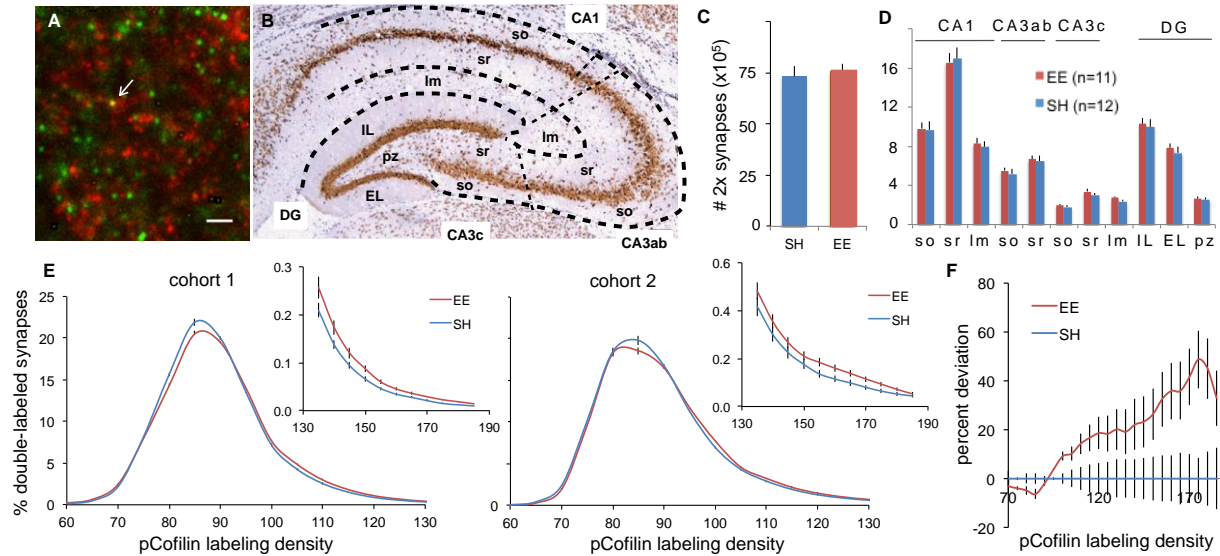 A
B
CA1
so
sr
lm
IL
lm
pz
sr
sr
so
EL
so
DG
CA3c
CA3ab
C
# 2x synapses (x10⁵)
100
75
50
25
0
SH
EE
D
CA1
CA3ab
CA3c
DG
EE (n=11)
SH (n=12)
16
12
8
4
0
so sr lm so sr so sr lm IL EL pz
E
cohort 1
% double-labeled synapses
25
20
15
10
5
0
60 70 80 90 100 110 120 130
pCofilin labeling density
0.3
0.2
0.1
0.0
130 150 170 190
EE
SH
cohort 2
0
60 70 80 90 100 110 120 130
pCofilin labeling density
0.6
0.4
0.2
0.0
130 150 170 190
EE
SH
F
percent deviation
80
60
40
20
0
-20
70 120 170
EE
SH
pCofilin labeling density